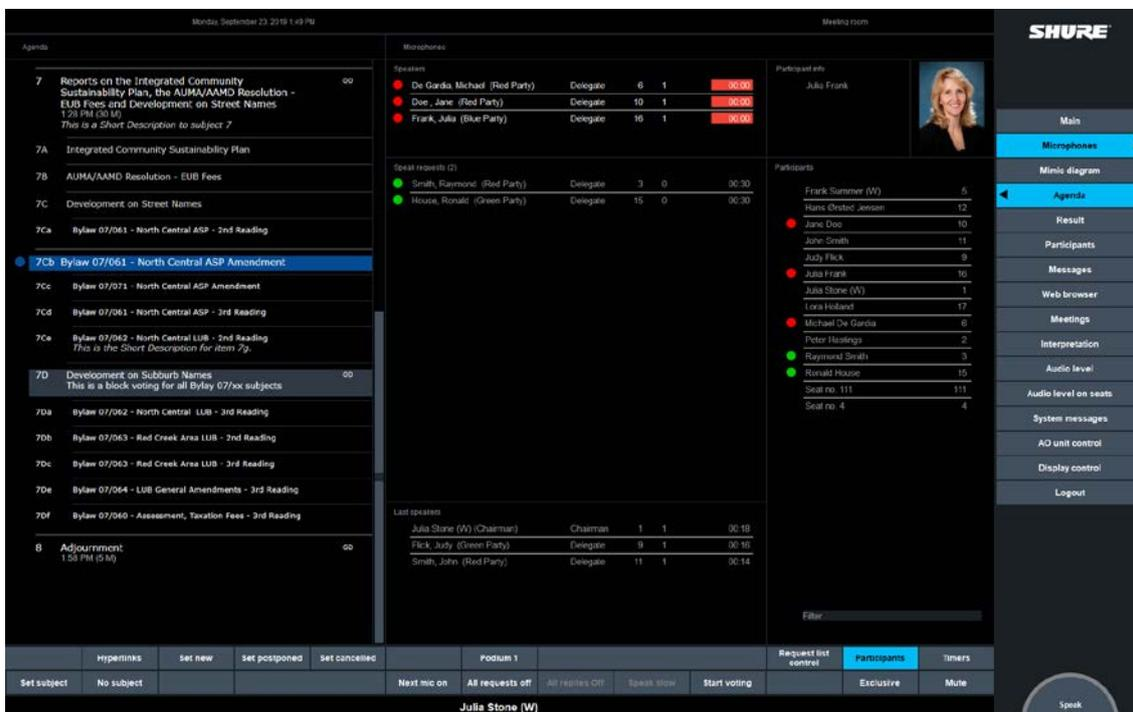 Monday, September 23, 2019 1:49 PM
Meeting room
SHURE
Agenda
7 Reports on the Integrated Community
Sustainability Plan, the AUMA/AAMD Resolution -
EUB Fees and Development on Street Names
1:28 PM (30 M)
This is a Short Description to subject 7
7A Integrated Community Sustainability Plan
7B AUMA/AAMD Resolution - EUB Fees
7C Development on Street Names
7Ca Bylaw 07/061 - North Central ASP - 2nd Reading
7Cb Bylaw 07/061 - North Central ASP Amendment
7Cc Bylaw 07/071 - North Central ASP Amendment
7Cd Bylaw 07/061 - North Central ASP - 3rd Reading
7Ce Bylaw 07/062 - North Central LUB - 2nd Reading
This is the Short Description for item 7g.
7D Development on Subburb Names
This is a block voting for all Bylay 07/xx subjects
7Da Bylaw 07/062 - North Central LUB - 3rd Reading
7Db Bylaw 07/063 - Red Creek Area LUB - 2nd Reading
7Dc Bylaw 07/063 - Red Creek Area LUB - 3rd Reading
7De Bylaw 07/064 - LUB General Amendments - 3rd Reading
7Df Bylaw 07/060 - Assessment, Taxation Fees - 3rd Reading
8 Adjournment
1:58 PM (5 M)
Microphones
Speakers
De Gardia, Michael (Red Party) Delegate 6 1 00:00
Doe , Jane (Red Party) Delegate 10 1 00:00
Frank, Julia (Blue Party) Delegate 16 1 00:00
Speak requests (2)
Smith, Raymond (Red Party) Delegate 3 0 00:30
House, Ronald (Green Party) Delegate 15 0 00:30
Last speakers
Julia Stone (W) (Chairman) Chairman 1 1 00:18
Flick, Judy (Green Party) Delegate 9 1 00:16
Smith, John (Red Party) Delegate 11 1 00:14
Participant info
Julia Frank
Participants
Frank Summer (W) 5
Hans Ørsted Jensen 12
Jane Doe 10
John Smith 11
Judy Flick 9
Julia Frank 16
Julia Stone (W) 1
Lora Holland 17
Michael De Gardia 6
Peter Hastings 2
Raymond Smith 3
Ronald House 15
Seat no. 111 111
Seat no. 4 4
Filter
Main
Microphones
Mimic diagram
Agenda
Result
Participants
Messages
Web browser
Meetings
Interpretation
Audio level
Audio level on seats
System messages
AO unit control
Display control
Logout
Hyperlinks Set new Set postponed Set cancelled Podium 1 Request list control Participants Timers
Set subject No subject Next mic on All requests off All replies Off Speak slow Start voting Exclusive Mute
Julia Stone (W)
Speak